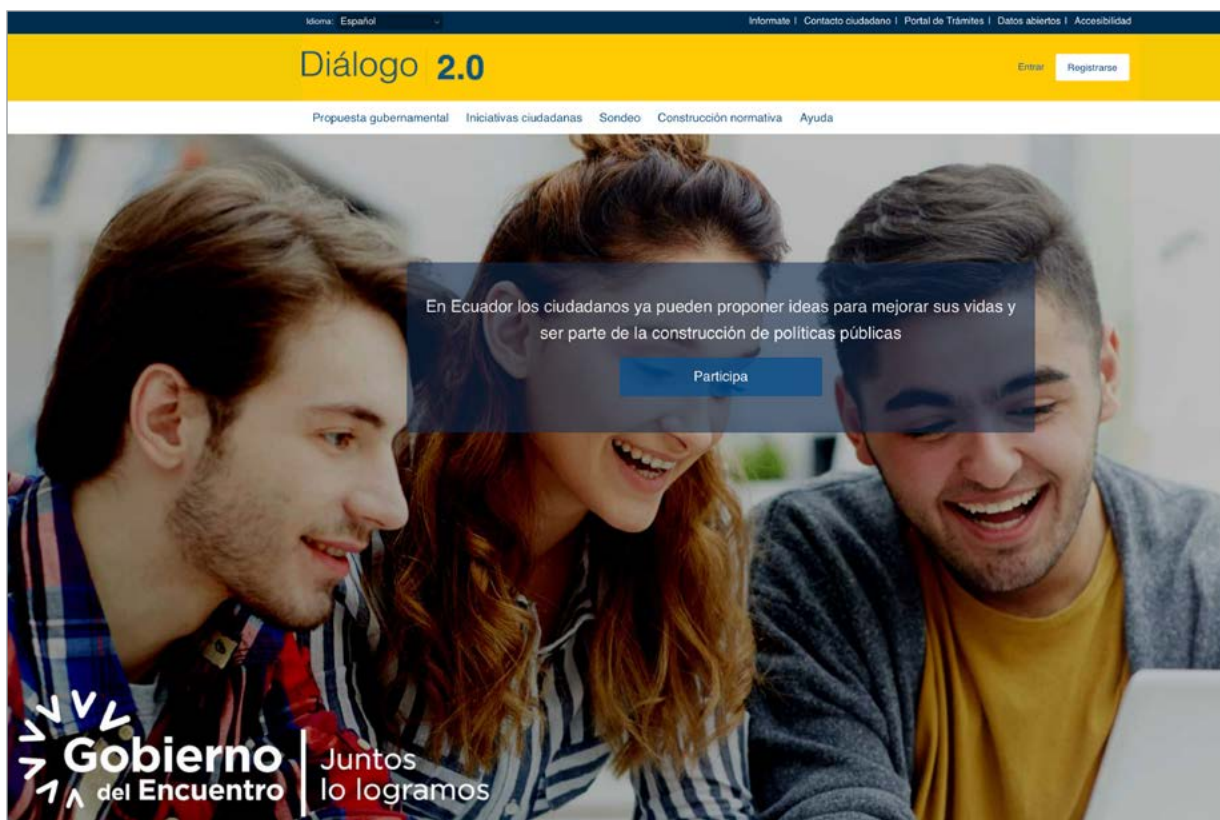 Idioma: Español
Informate | Contacto ciudadano | Portal de Trámites | Datos abiertos | Accesibilidad
Diálogo 2.0
Entrar Registrarse
Propuesta gubernamental Iniciativas ciudadanas Sondeo Construcción normativa Ayuda
En Ecuador los ciudadanos ya pueden proponer ideas para mejorar sus vidas y
ser parte de la construcción de políticas públicas
Participa
Gobierno
del Encuentro
Juntos
lo logramos